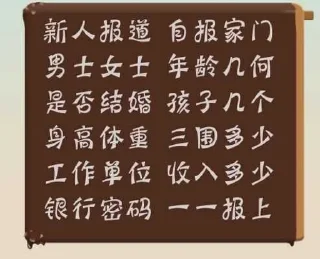 新人报道 自报家门
男士女士 年龄几何
是否结婚 孩子几个
身高体重 三围多少
工作单位 收入多少
银行密码 一一报上